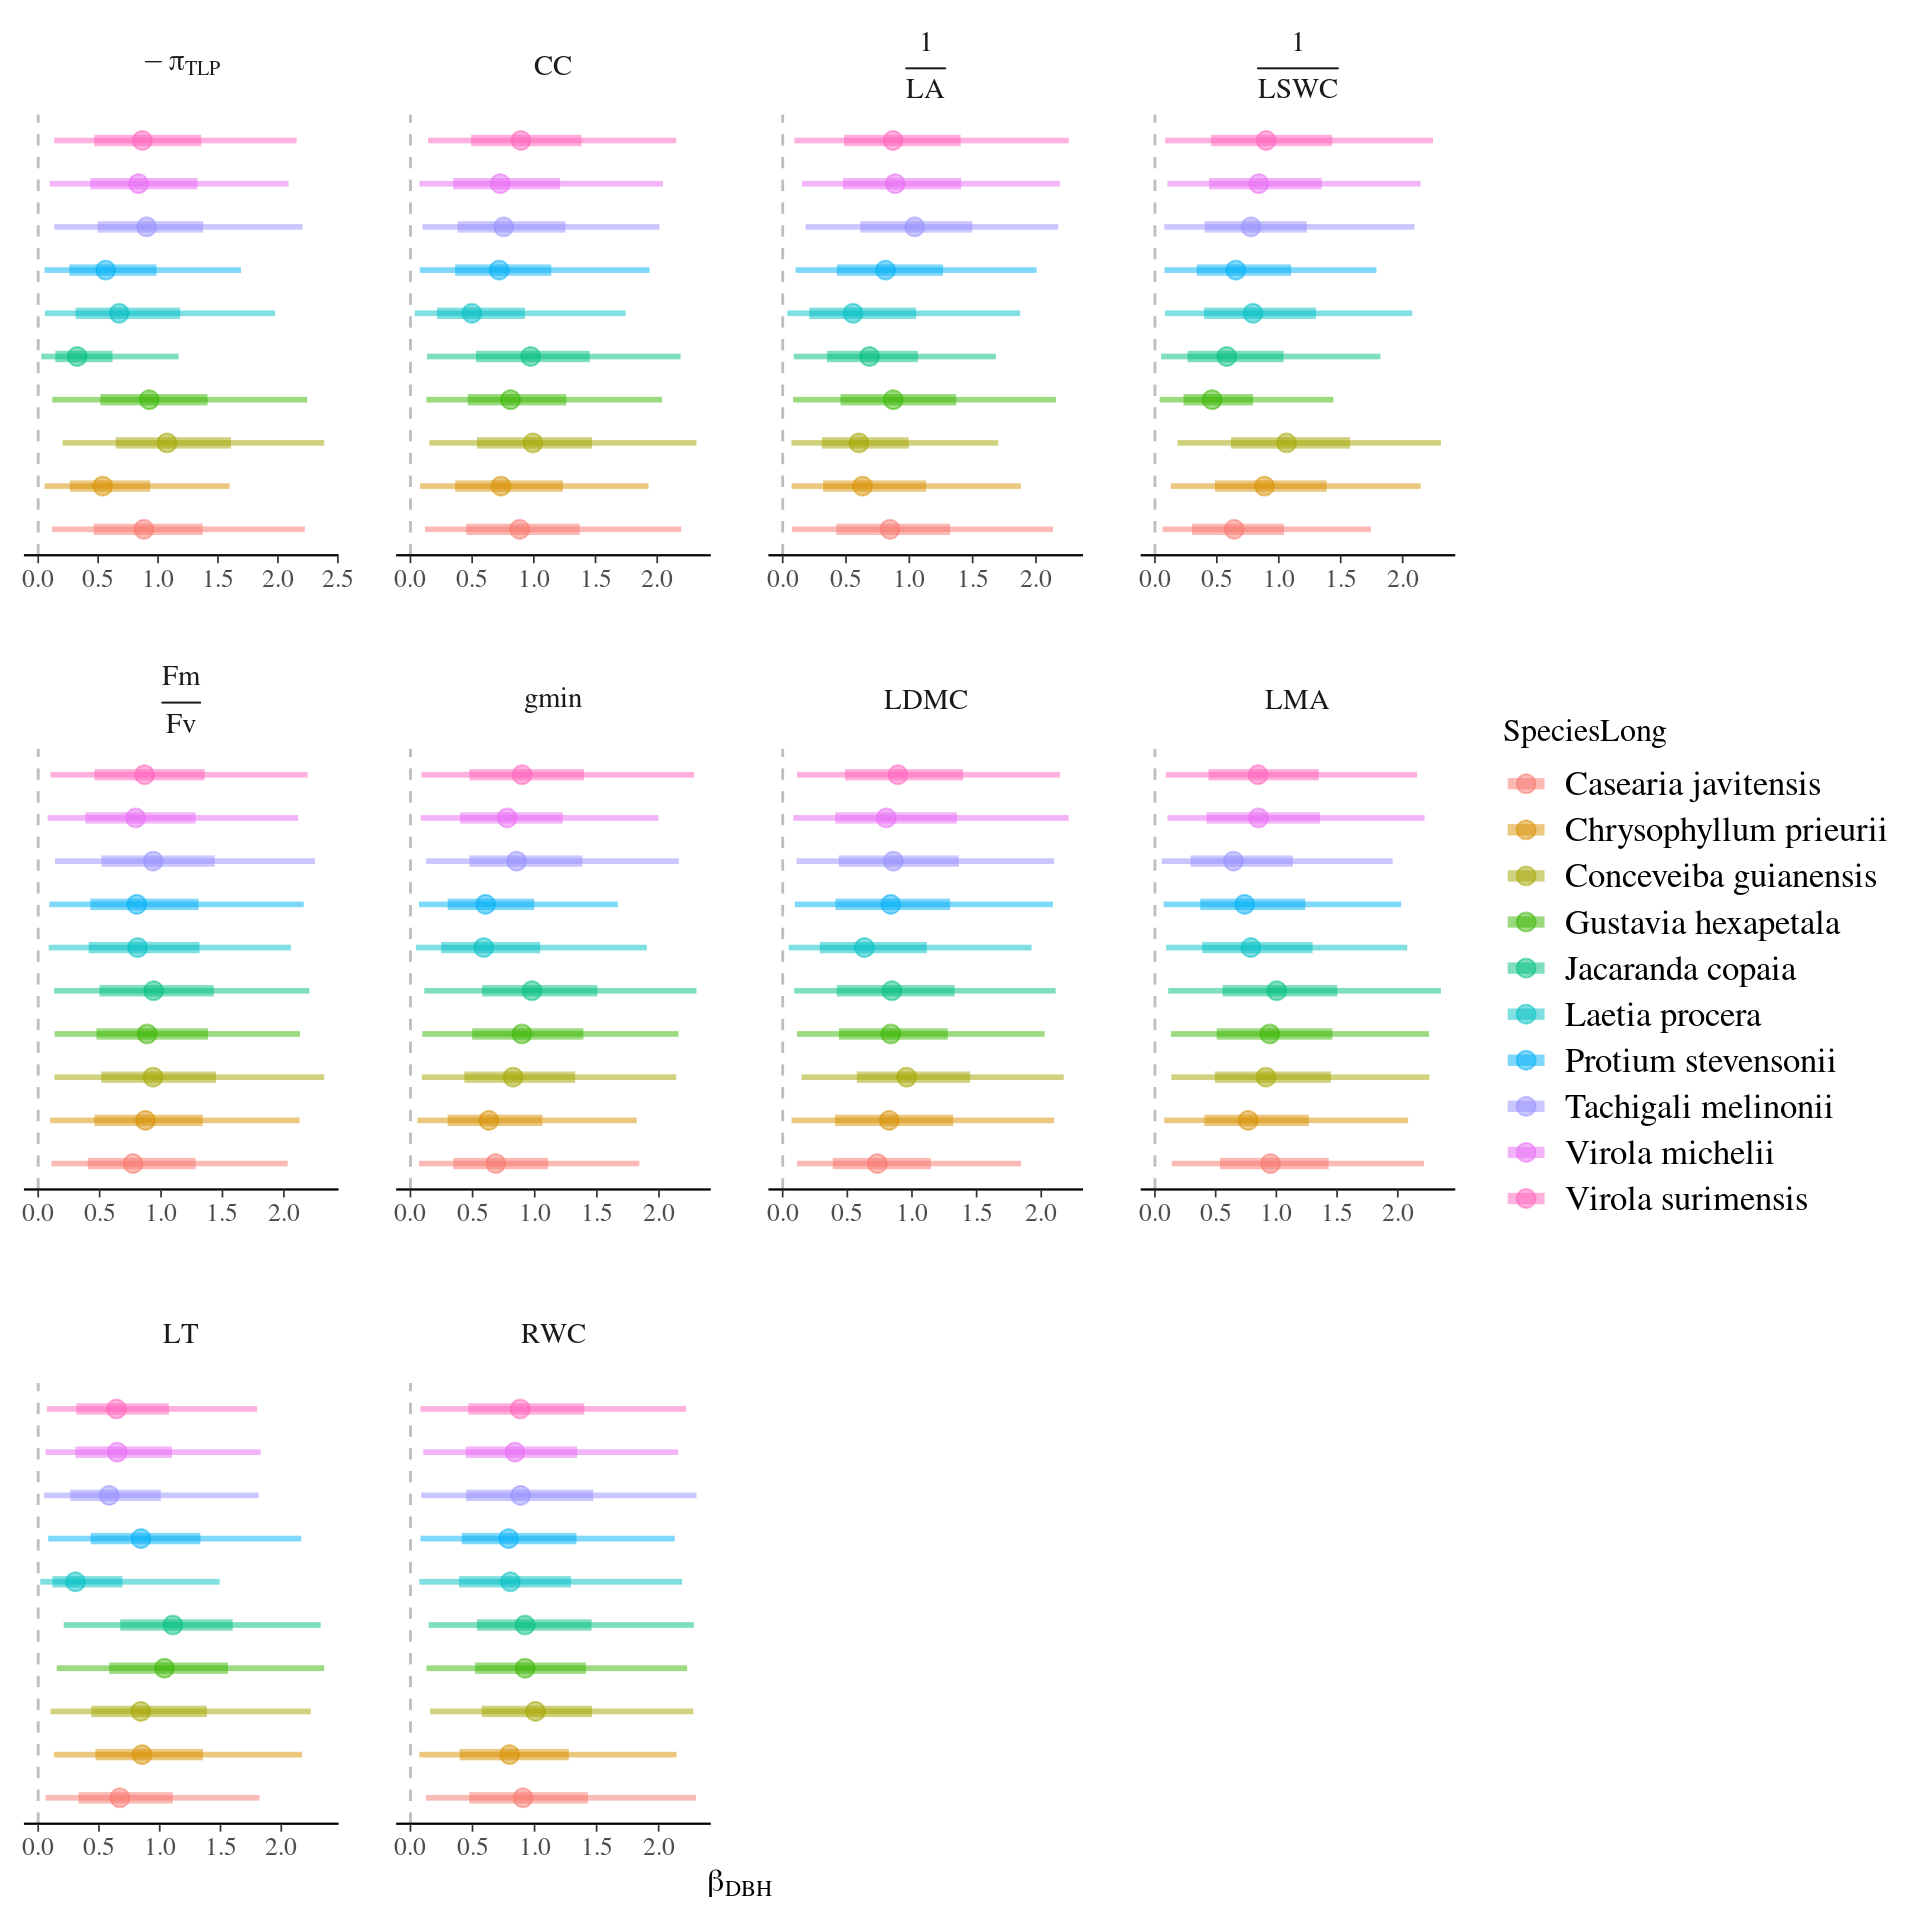 − πTLP
CC
1
LA
1
LSWC
0.0 0.5 1.0 1.5 2.0 2.5
0.0 0.5 1.0 1.5 2.0
0.0 0.5 1.0 1.5 2.0
0.0 0.5 1.0 1.5 2.0
Fm
Fv
gmin
LDMC
LMA
0.0 0.5 1.0 1.5 2.0
0.0 0.5 1.0 1.5 2.0
0.0 0.5 1.0 1.5 2.0
0.0 0.5 1.0 1.5 2.0
SpeciesLong
Casearia javitensis
Chrysophyllum prieurii
Conceveiba guianensis
Gustavia hexapetala
Jacaranda copaia
Laetia procera
Protium stevensonii
Tachigali melinonii
Virola michelii
Virola surimensis
LT
RWC
0.0 0.5 1.0 1.5 2.0
0.0 0.5 1.0 1.5 2.0
βDBH